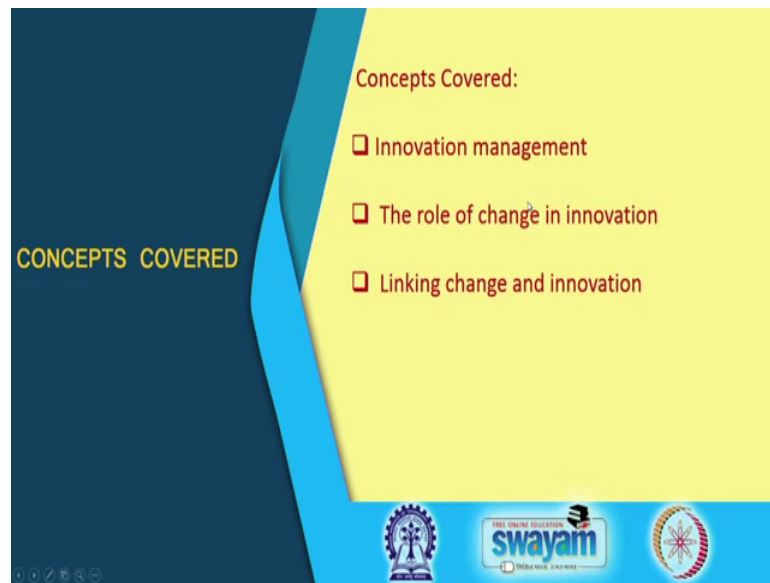 CONCEPTS COVERED
Concepts Covered:
Innovation management
The role of change in innovation
Linking change and innovation
FREE ONLINE EDUCATION
swayam